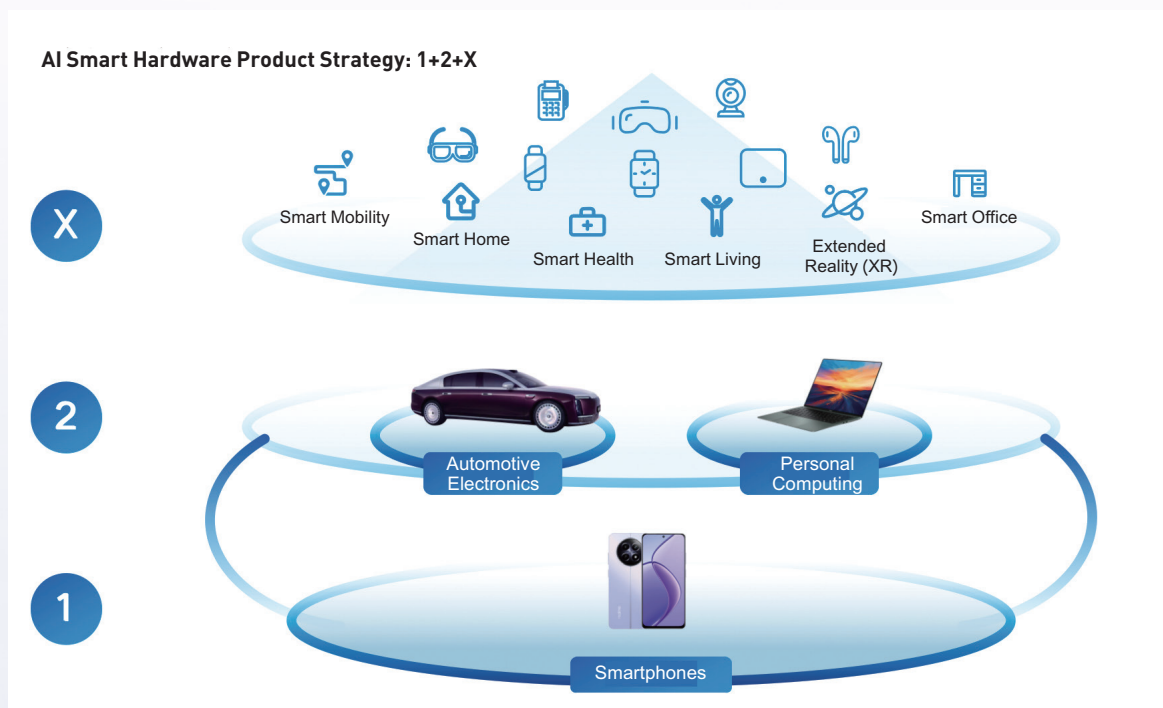 AI Smart Hardware Product Strategy: 1+2+X
X
Smart Mobility
Smart Home
Smart Health
Smart Living
Extended
Reality (XR)
Smart Office
2
Automotive
Electronics
Personal
Computing
1
Smartphones